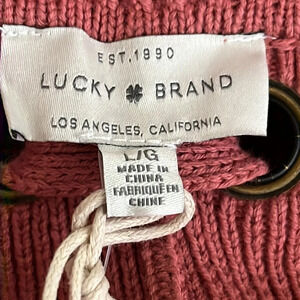 EST.1990
LUCKY BRAND
LOS ANGELES, CALIFORNIA
L/G
MADE IN
CHINA
FABRIQUÉ EN
CHINE